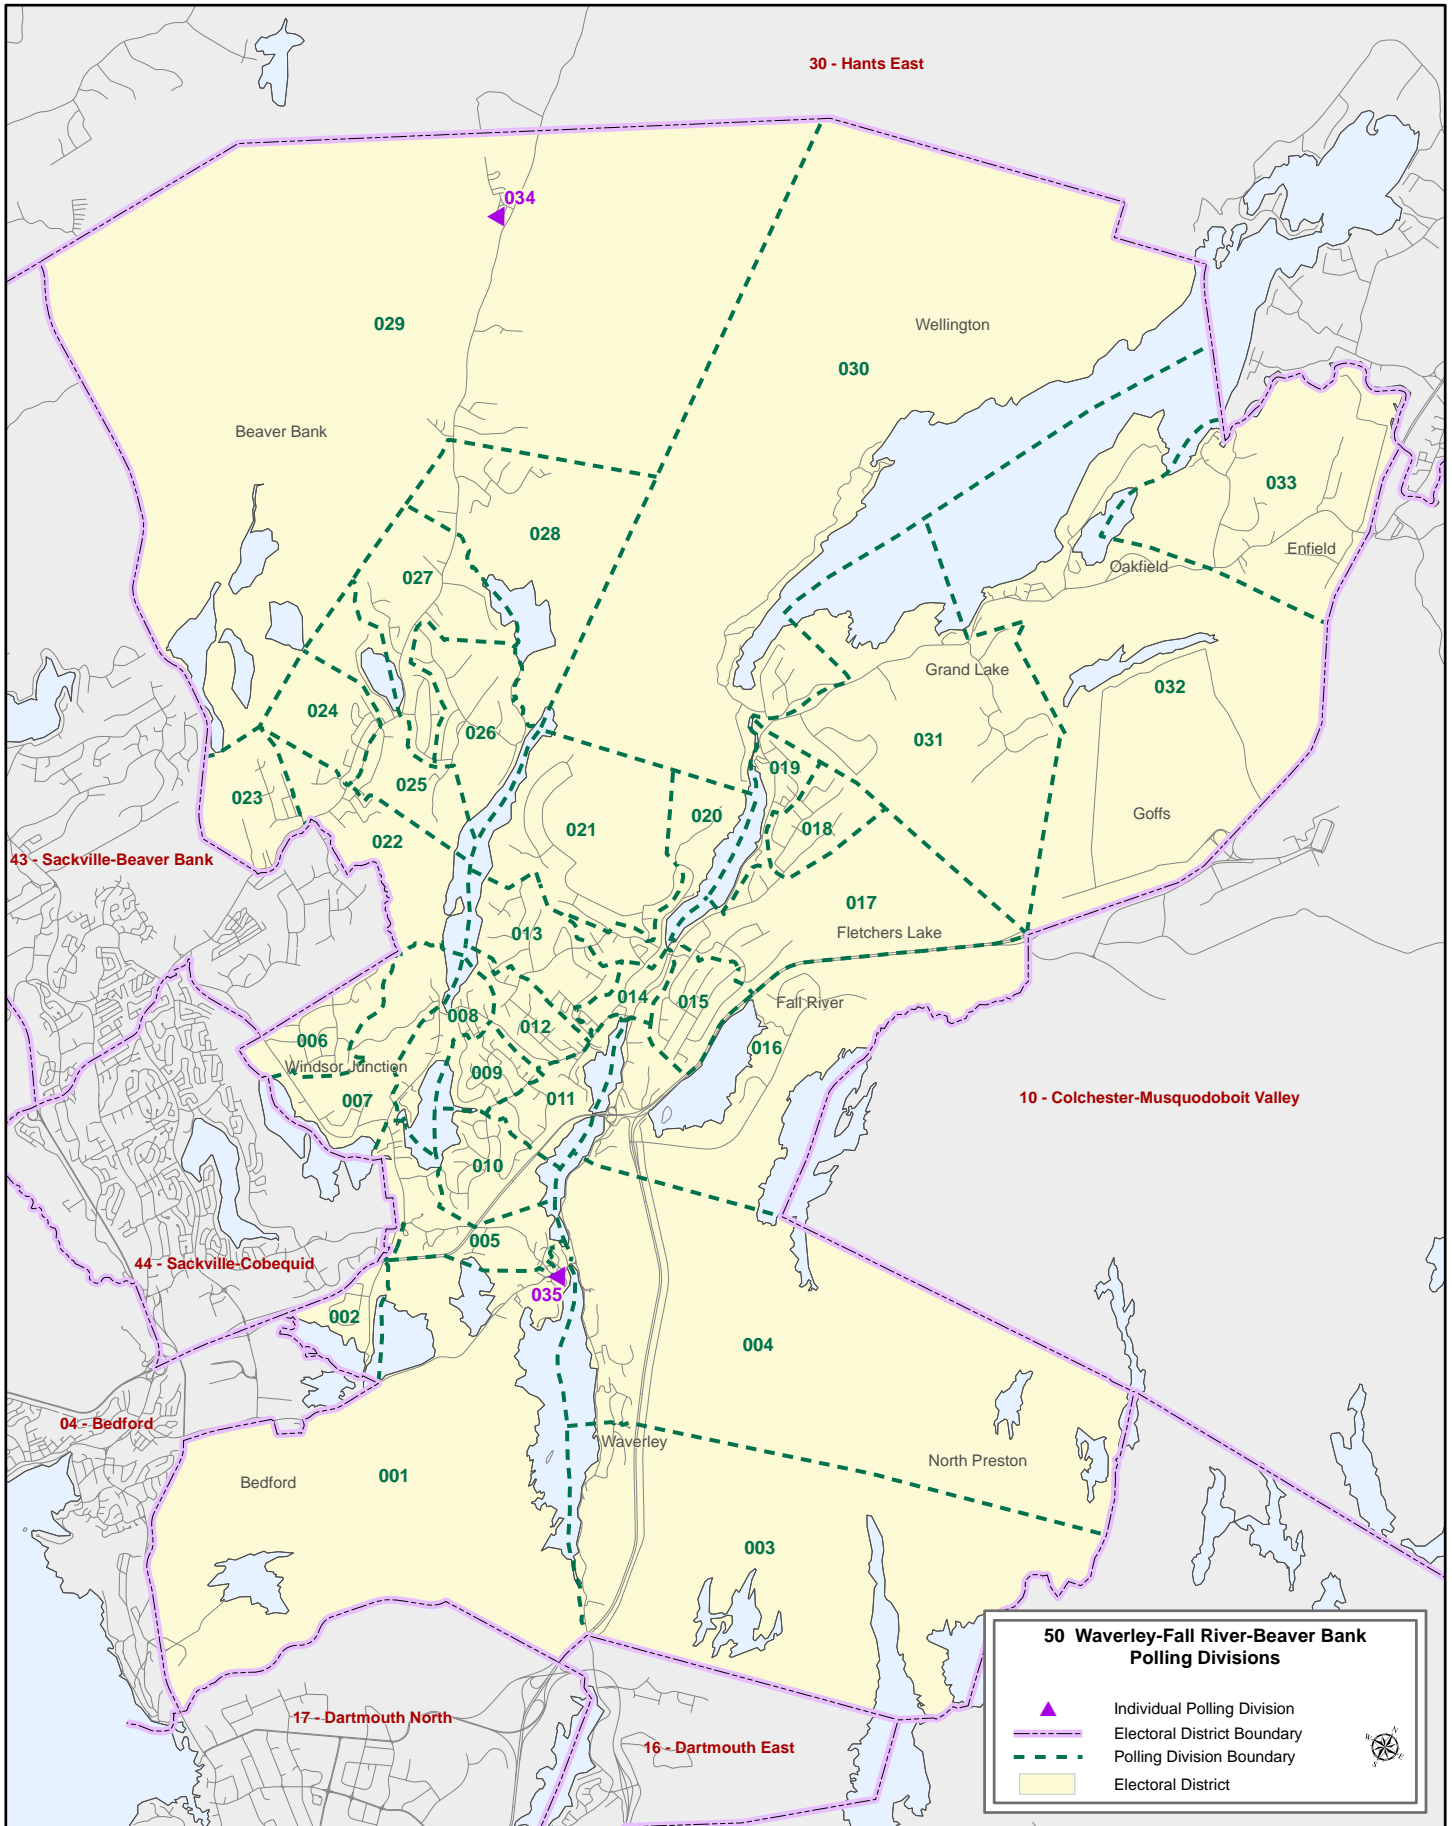 30 - Hants East
034
029
Wellington
030
Beaver Bank
033
028
Enfield
Oakfield
027
Grand Lake
032
024
026
031
019
025
023
Goffs
020
021
018
022
43 - Sackville-Beaver Bank
017
013
Fletchers Lake
014
015
Fall River
008
012
006
016
Windsor Junction
009
007
011
10 - Colchester-Musquodoboit Valley
010
005
44 - Sackville-Cobequid
035
002
004
04 - Bedford
Waverley
North Preston
001
Bedford
003
50 Waverley-Fall River-Beaver Bank
Polling Divisions
Individual Polling Division
Electoral District Boundary
Polling Division Boundary
Electoral District
N
W
E
S
17 - Dartmouth North
16 - Dartmouth East